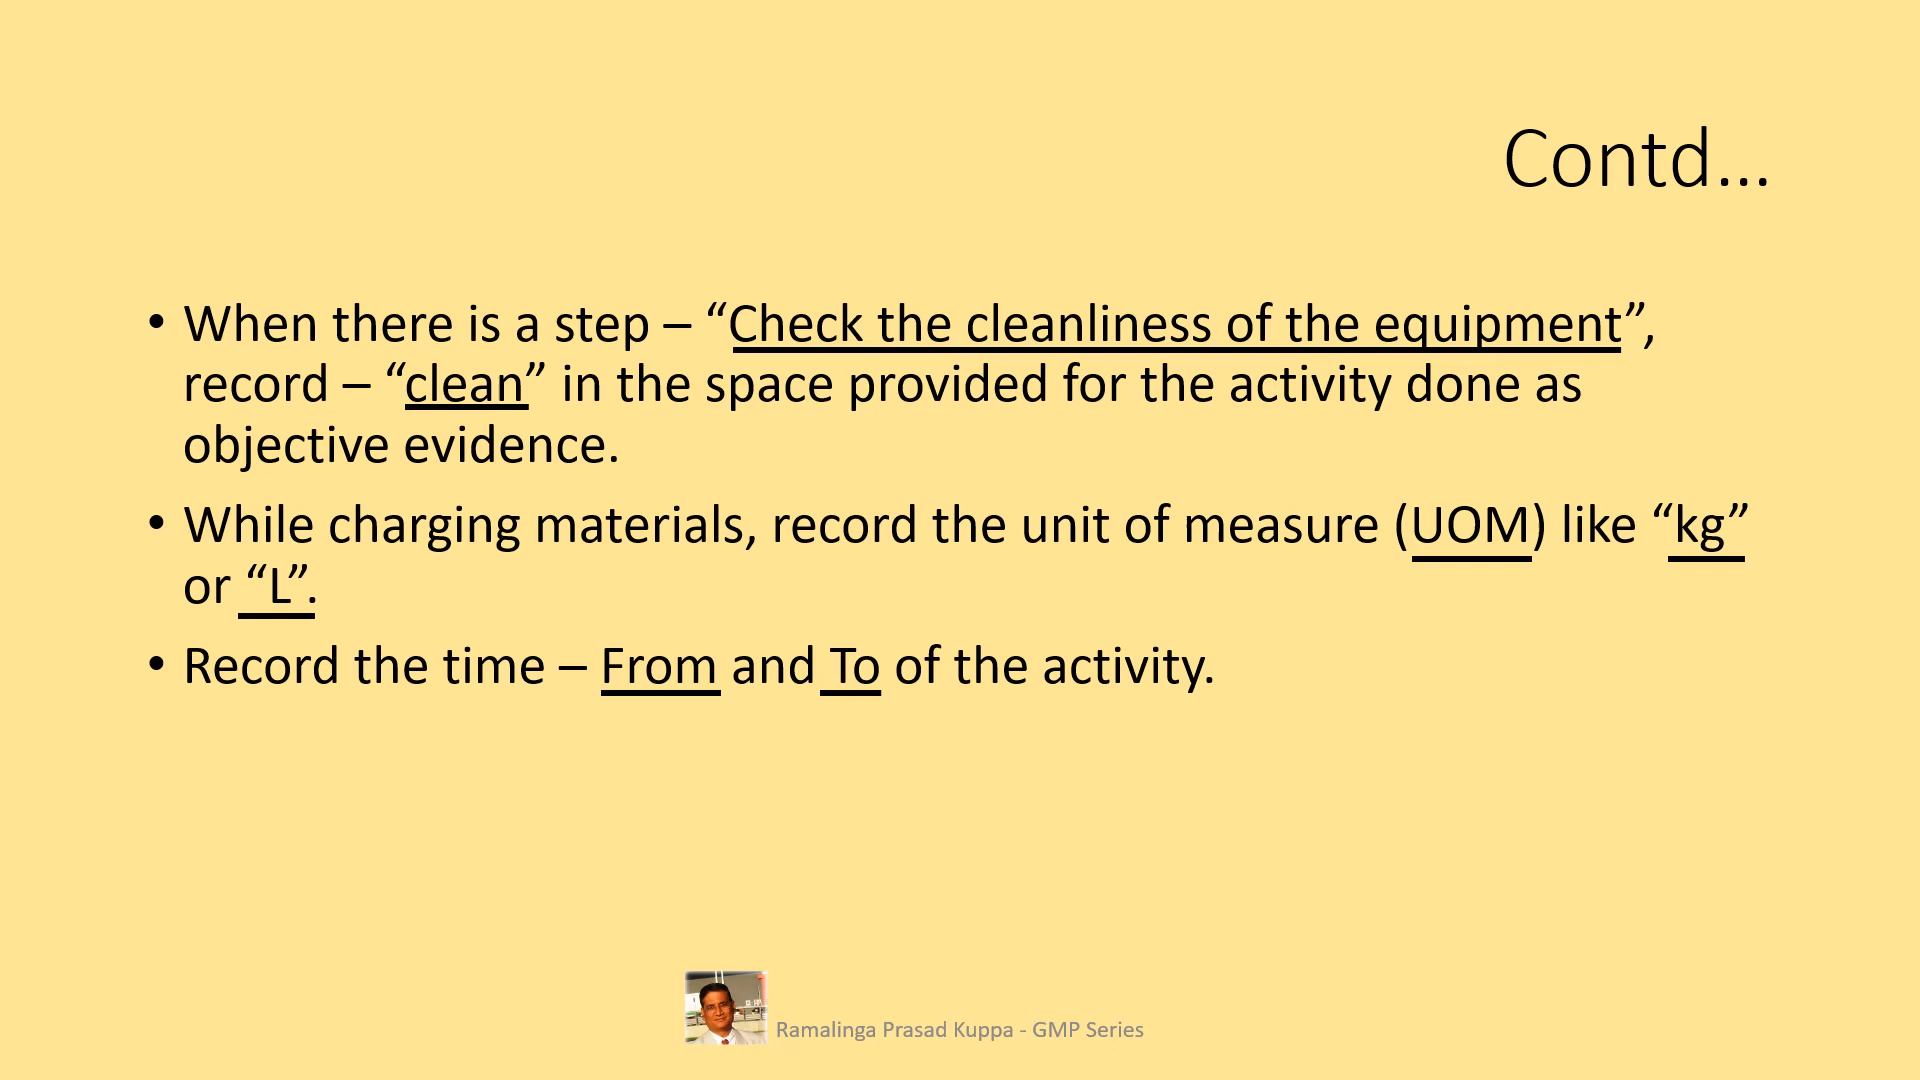 Contd…
• When there is a step – “Check the cleanliness of the equipment”,
record – “clean” in the space provided for the activity done as
objective evidence.
• While charging materials, record the unit of measure (UOM) like “kg”
or “L”.
• Record the time – From and To of the activity.
Ramalinga Prasad Kuppa - GMP Series